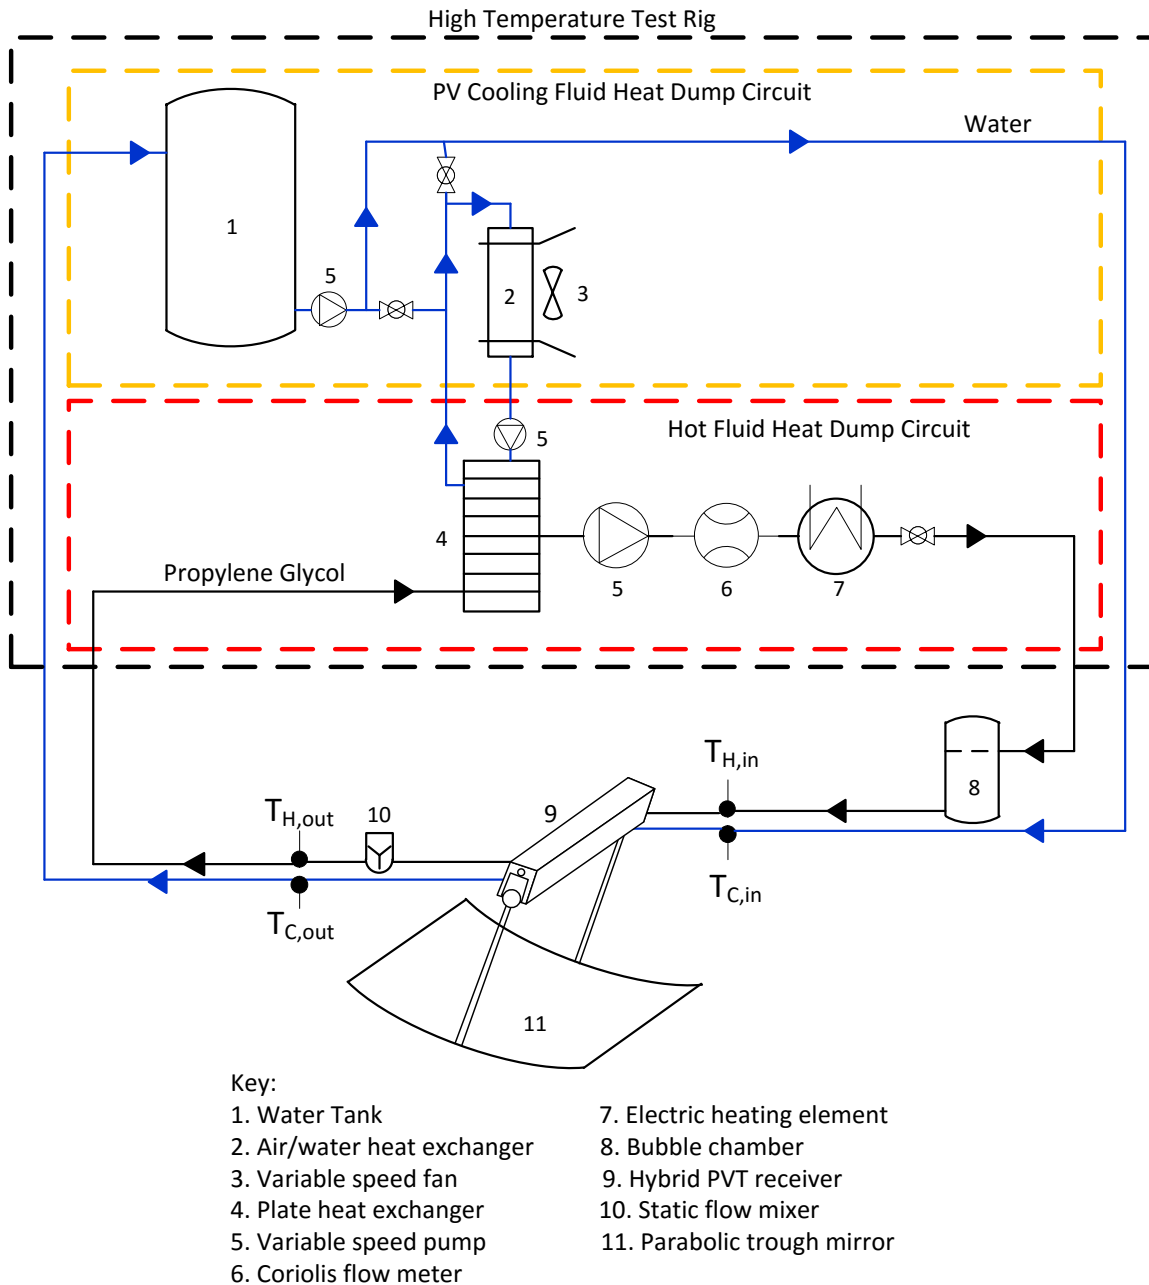 High Temperature Test Rig
PV Cooling Fluid Heat Dump Circuit
Water
1
5
2
3
Hot Fluid Heat Dump Circuit
5
4
Propylene Glycol
5
6
7
T_H,in
8
T_H,out
10
9
T_C,in
T_C,out
11
Key:
1. Water Tank
2. Air/water heat exchanger
3. Variable speed fan
4. Plate heat exchanger
5. Variable speed pump
6. Coriolis flow meter
7. Electric heating element
8. Bubble chamber
9. Hybrid PVT receiver
10. Static flow mixer
11. Parabolic trough mirror